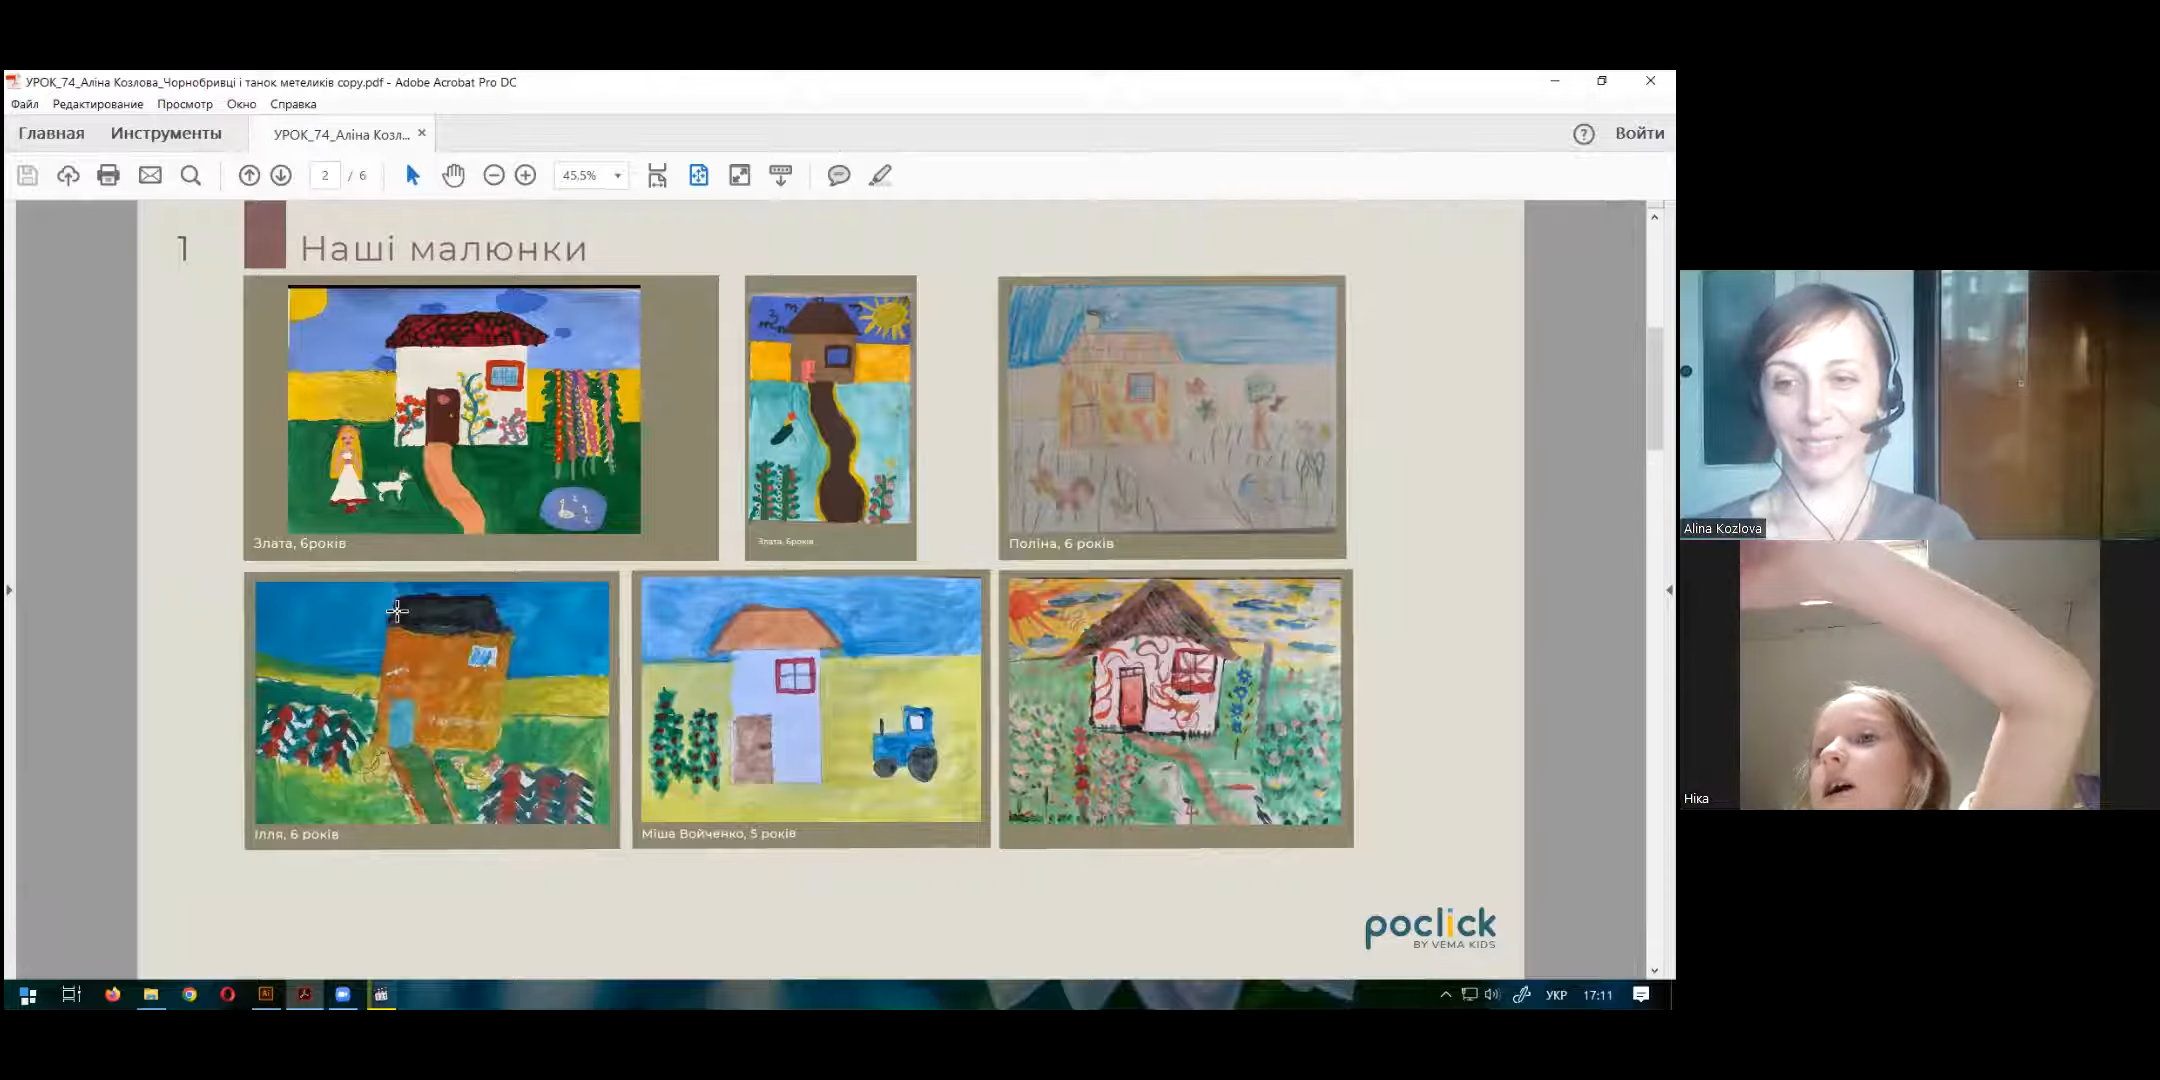 УРОК_74_Аліна Козлова_Чорнобривці і танок метеликів copy.pdf - Adobe Acrobat Pro DC
Файл Редактирование Просмотр Окно Справка
Главная Инструменты УРОК_74_Аліна Козл... Войти
2 / 6 45,5%
1 Наші малюнки
Злата, 6років
Злата, 6років
Поліна, 6 років
Ілля, 6 років
Міша Войченко, 5 років
poclick
BY VEMA KIDS
УКР 17:11
Alina Kozlova
Ніка